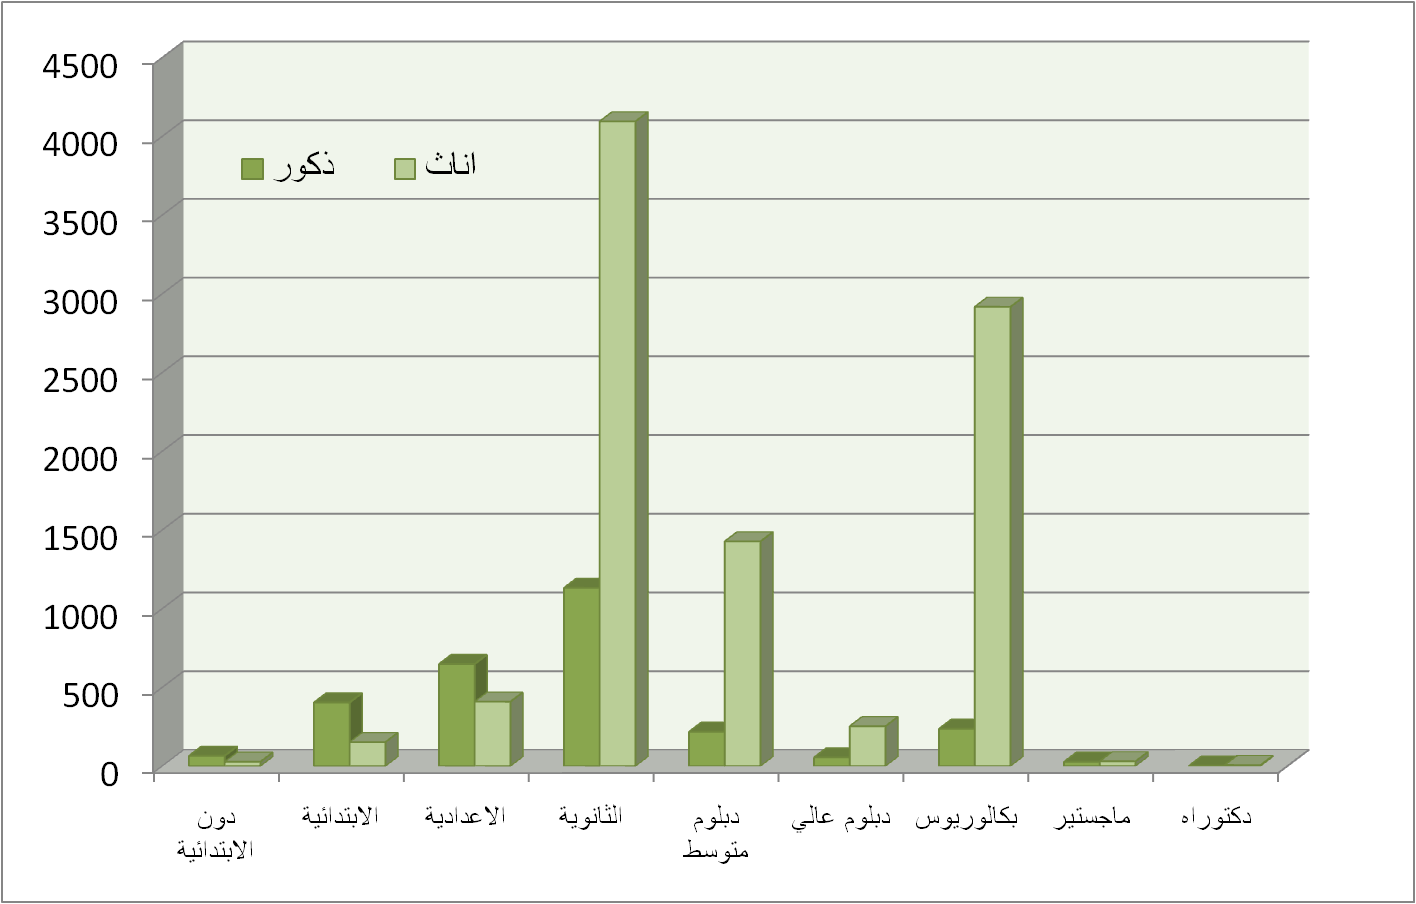 4500
4000
3500
3000
2500
2000
1500
1000
500
0
ذكور
اناث
دون
الابتدائية
الابتدائية
الاعدادية
الثانوية
دبلوم
متوسط
دبلوم عالي
بكالوريوس
ماجستير
دكتوراه